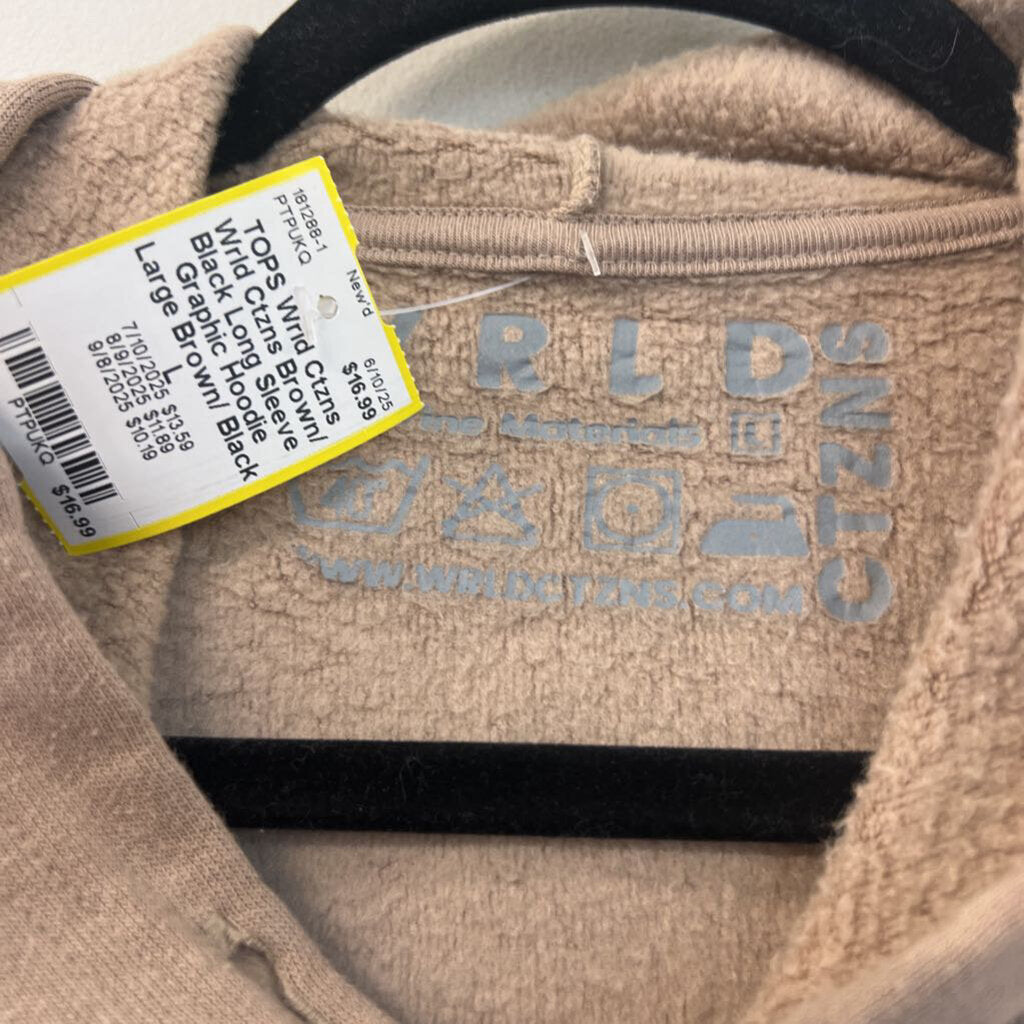 181288-1
PTPUKQ
New'd
6/10/25
$16.99
TOPS Wrld Ctzns
Wrld Ctzns Brown/
Black Long Sleeve
Graphic Hoodie
Large Brown/ Black
L
7/10/2025 $13.59
8/9/2025 $11.89
9/8/2025 $10.19
PTPUKQ
$16.99
RLD
CTZNS
Materials
L
WWW.WRLDCTZNS.COM